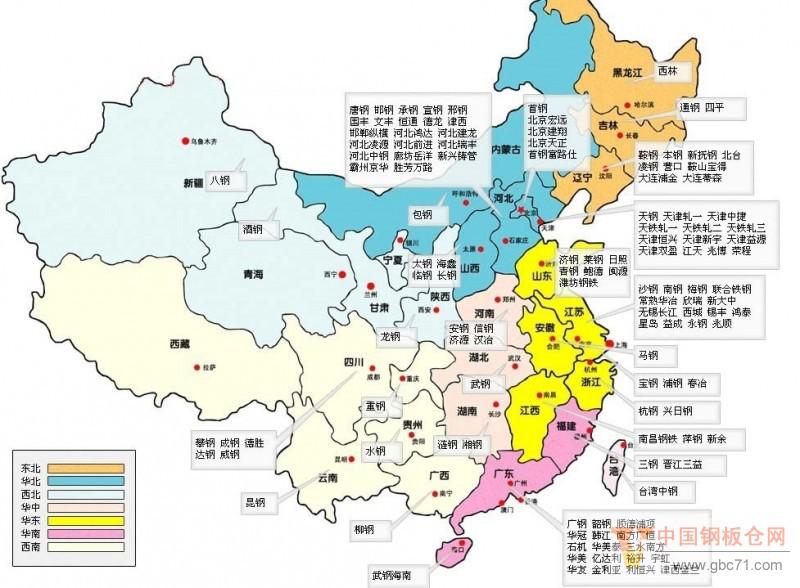 黑龙江
西林
哈尔滨
通钢 四平
吉林
长春
唐钢 邯钢 承钢 宣钢 邢钢
国丰 文丰 恒通 德龙 津西
邯郸纵横 河北鸿达 河北建龙
河北凌源 河北前进 河北瑞丰
河北中钢 廊坊岳洋 新兴铸管
霸州京华 胜芳万路
首钢
北京宏远
北京建翔
北京天正
首钢富路仕
内蒙古
鞍钢 本钢 新抚钢 北台
凌钢 营口 鞍山宝得
大连浦金 大连蒂森
辽宁
沈阳
乌鲁木齐
新疆
八钢
呼和浩特
河北
北京
天津
包钢
酒钢
天钢 天津轧一 天津中捷
天铁轧一 天铁轧二 天铁轧三
天津恒兴 天津新宇 天津益源
天津双盈 江天 兆博 荣程
银川
宁夏
太原
石家庄
山西
太钢 海鑫
临钢 长钢
济钢 莱钢 日照
青钢 鲍德 闽源
潍坊钢铁
济南
山东
青海
西宁
兰州
甘肃
陕西
西安
龙钢
河南
郑州
安钢 信钢
济源 汉冶
沙钢 南钢 梅钢 联合铁钢
常熟华冶 欣瑞 新大中
无锡长江 西城 锡丰 鸿泰
星岛 益成 永钢 兆顺
江苏
安徽
合肥
南京
上海
马钢
西藏
拉萨
四川
成都
重庆
重钢
湖北
武汉
武钢
杭州
浙江
宝钢 浦钢 春冶
杭钢 兴日钢
湖南
长沙
涟钢 湘钢
江西
南昌
南昌钢铁 萍钢 新余
福建
福州
三钢 晋江三益
台湾
台湾中钢
攀钢 成钢 德胜
达钢 威钢
贵州
贵阳
水钢
云南
昆明
昆钢
广西
南宁
柳钢
广东
广州
香港
澳门
海口
武钢海南
广钢 韶钢 顺德浦项
华冠 韩江 南方广恒
石机 华美泰 三水南方
华美 亿达利 裕升 宇虹
华友 金利亚 利恒兴 津西金兰
东北
华北
西北
华中
华东
华南
西南
中国钢板仓网
www.gbc71.com